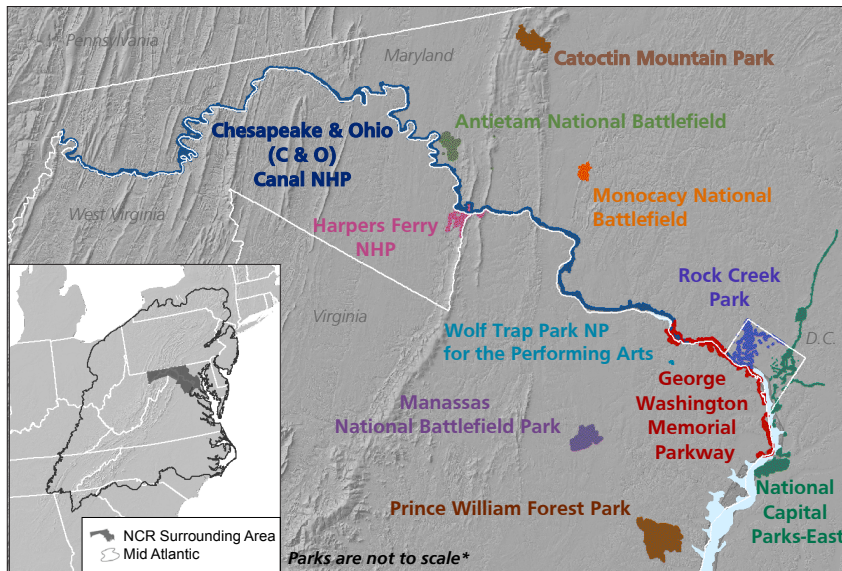 Pennsylvania
Maryland
Catoctin Mountain Park
Chesapeake & Ohio
(C & O)
Canal NHP
Antietam National Battlefield
West Virginia
Monocacy National
Battlefield
Harpers Ferry
NHP
Rock Creek
Park
Virginia
Wolf Trap Park NP
for the Performing Arts
D.C.
George
Washington
Memorial
Parkway
Manassas
National Battlefield Park
National
Capital
Parks-East
Prince William Forest Park
NCR Surrounding Area
Mid Atlantic
Parks are not to scale*